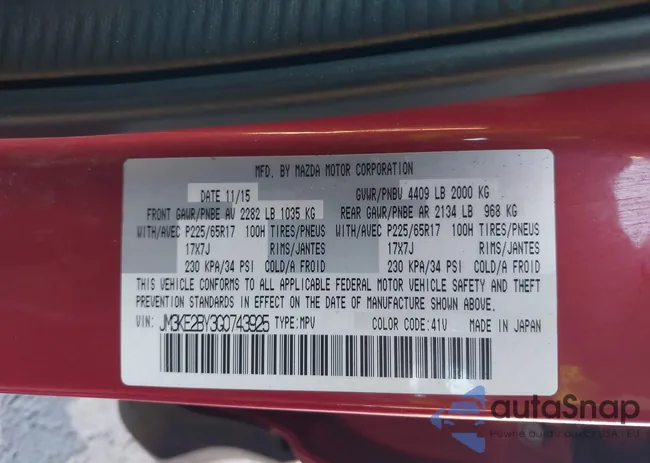 MFD. BY MAZDA MOTOR CORPORATION
DATE 11/15 GVWR/PNBV 4409 LB 2000 KG
FRONT GAWR/PNBE AV 2282 LB 1035 KG REAR GAWR/PNBE AR 2134 LB 968 KG
WITH/AVEC P225/65R17 100H TIRES/PNEUS WITH/AVEC P225/65R17 100H TIRES/PNEUS
17X7J RIMS/JANTES 17X7J RIMS/JANTES
230 KPA/34 PSI COLD/A FROID 230 KPA/34 PSI COLD/A FROID
THIS VEHICLE CONFORMS TO ALL APPLICABLE FEDERAL MOTOR VEHICLE SAFETY AND THEFT
PREVENTION STANDARDS IN EFFECT ON THE DATE OF MANUFACTURE SHOWN ABOVE.
VIN: JM3KE2BY3G0743925 TYPE:MPV COLOR CODE:41V MADE IN JAPAN
autaSnap
Pewne auta z USA i EU